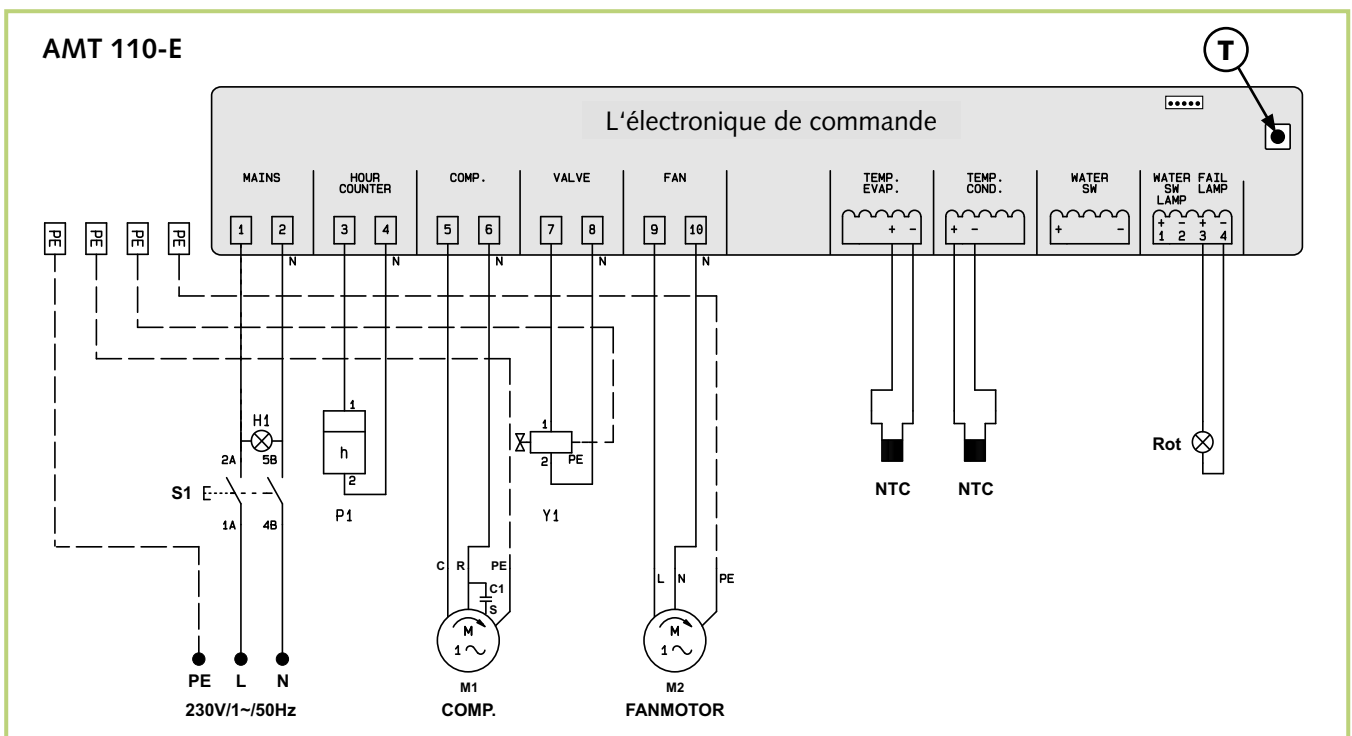 AMT 110-E
T
L'électronique de commande
MAINS
HOUR
COUNTER
COMP.
VALVE
FAN
TEMP.
EVAP.
TEMP.
COND.
WATER
SW
WATER FAIL
SW LAMP
LAMP
PE PE PE PE
1 2 3 4 5 6 7 8 9 10
+ -
+ -
+ -
+ - + -
1 2 3 4
N N N N N
H1
2A 5B
S1
1A 4B
1
h
2
P1
1
2 PE
Y1
NTC
NTC
Rot
C R PE
C1
S
M
1~
M1
COMP.
L N PE
M
1~
M2
FANMOTOR
PE L N
230V/1~/50Hz